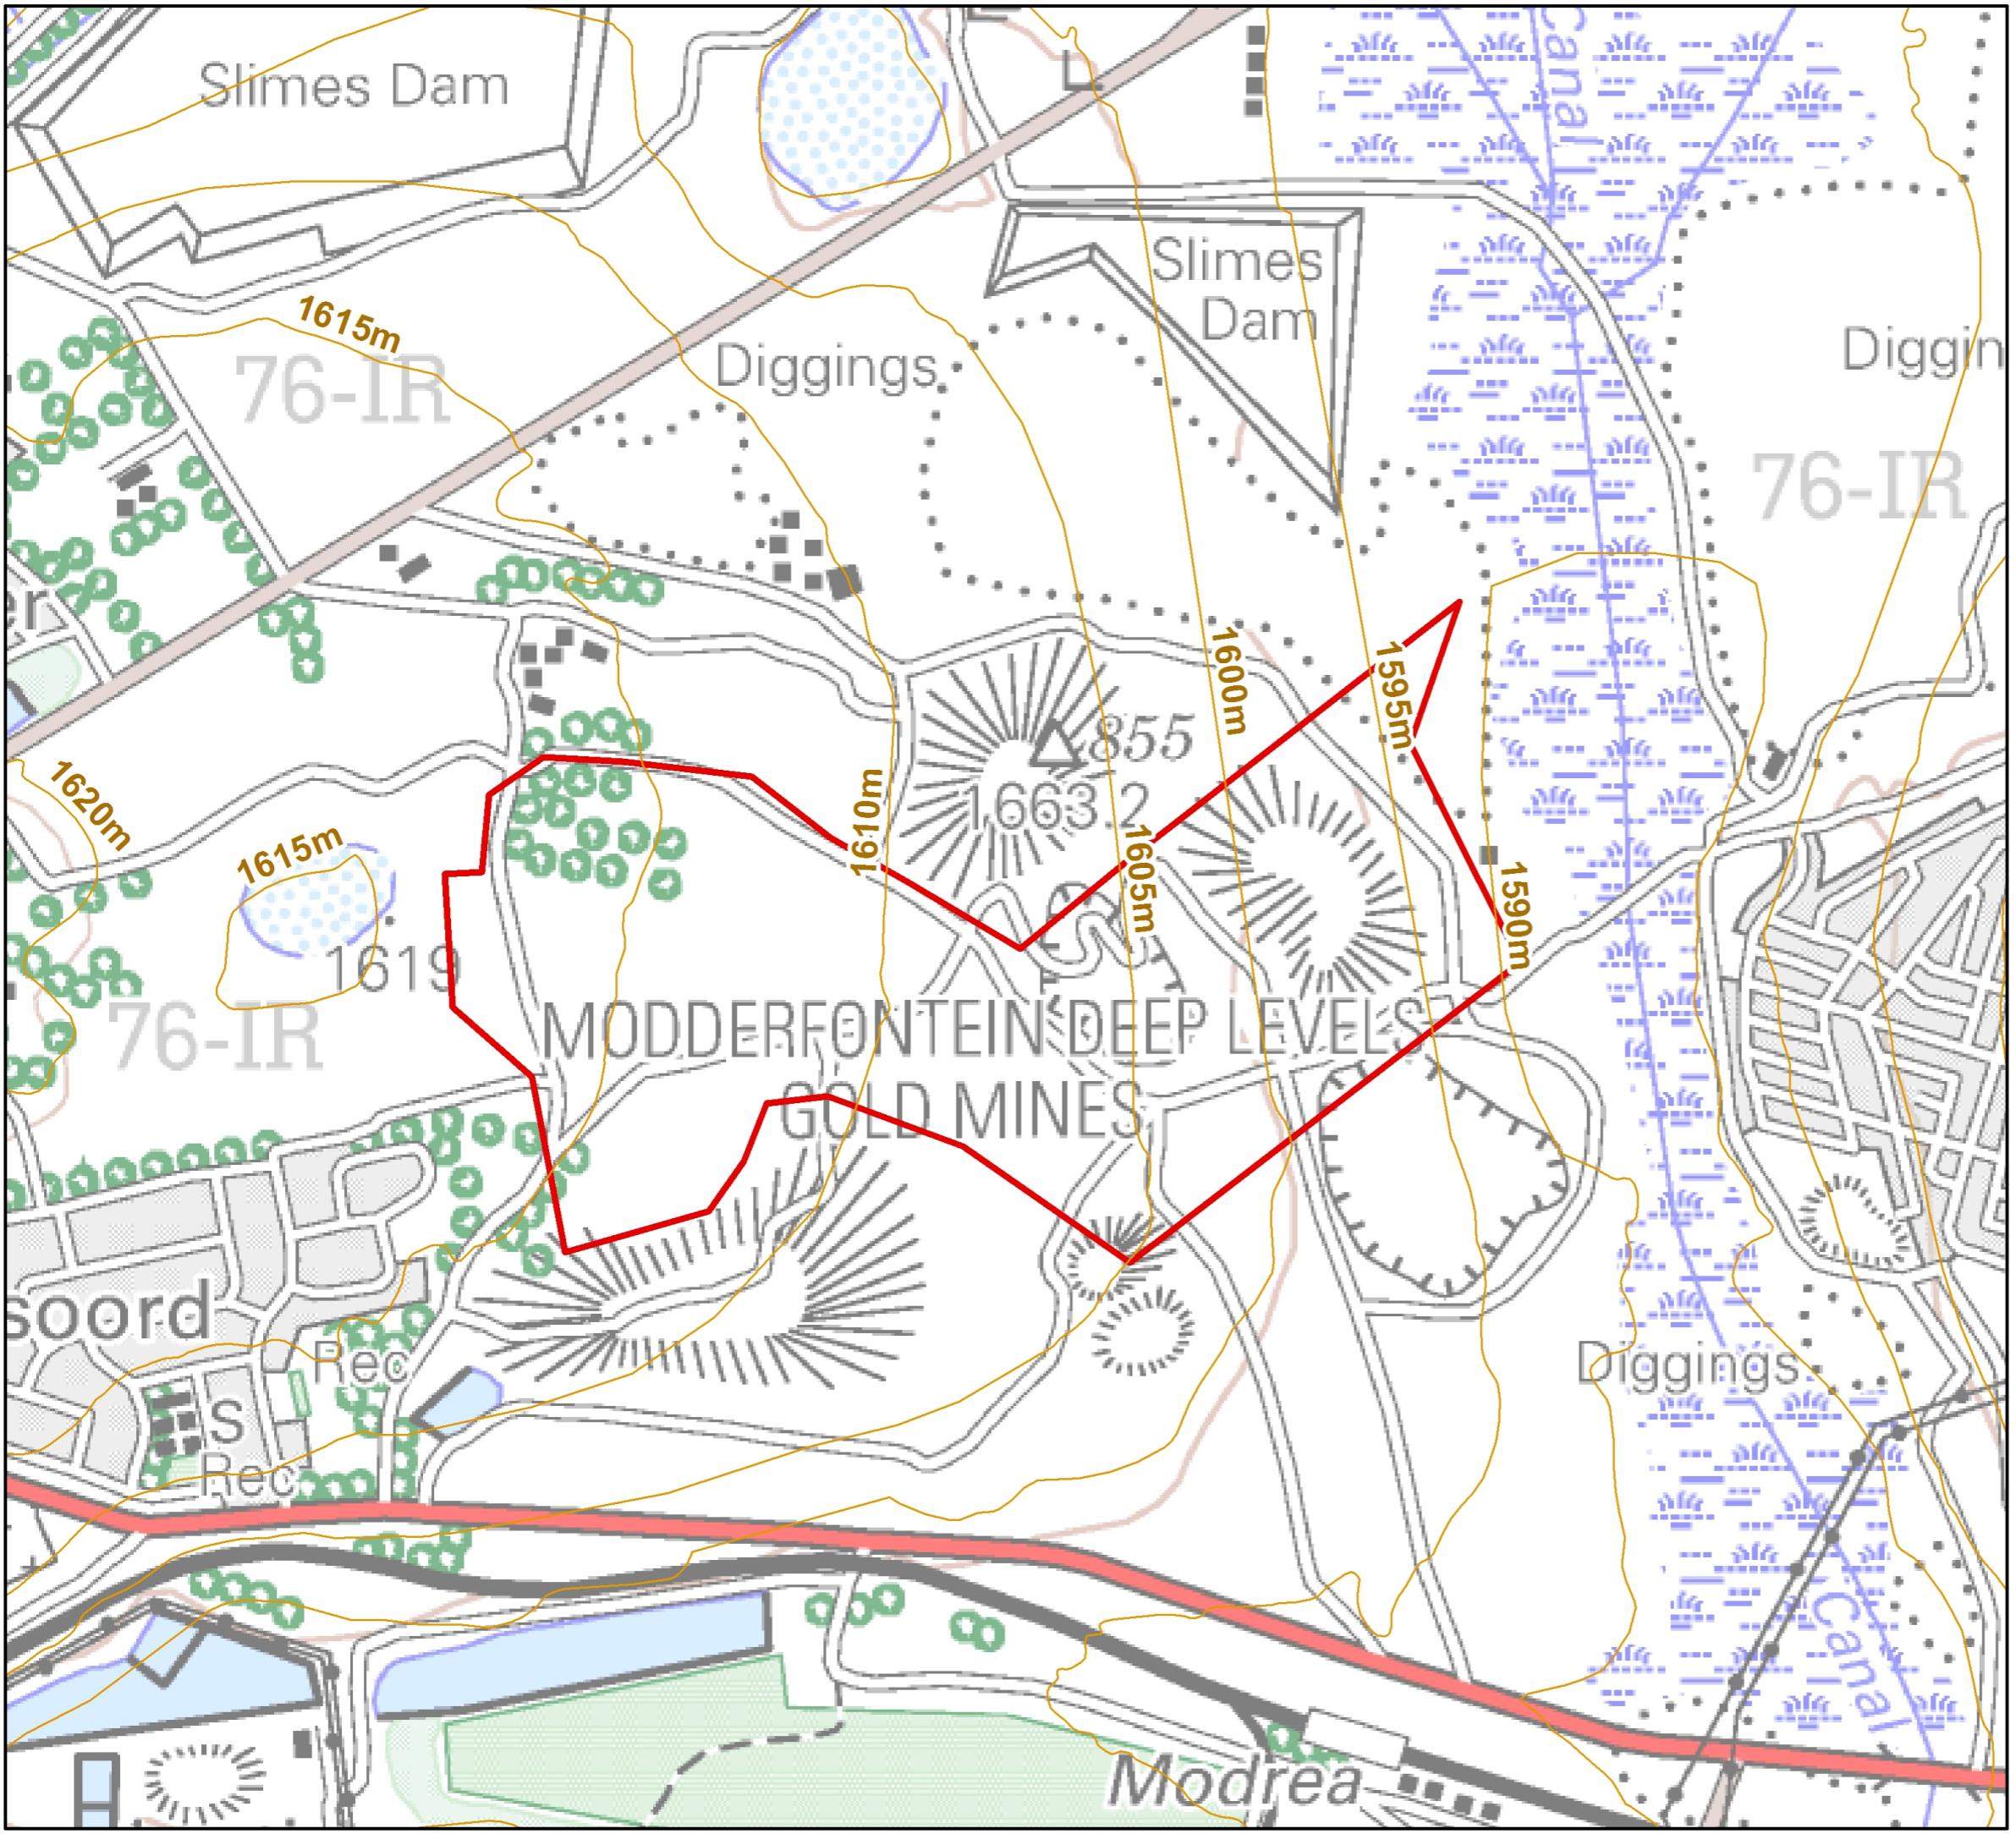 Canal
Slimes Dam
L
Slimes
Dam
1615m
76-IR
Diggings
Diggin
76-IR
er
1600m
1595m
855
1663.2
1620m
1615m
1610m
1605m
1590m
1619
76-IR
MODDERFONTEIN DEEP LEVELS
GOLD MINES
soord
Rec
Diggings
S
Rec
Canal
Modrea